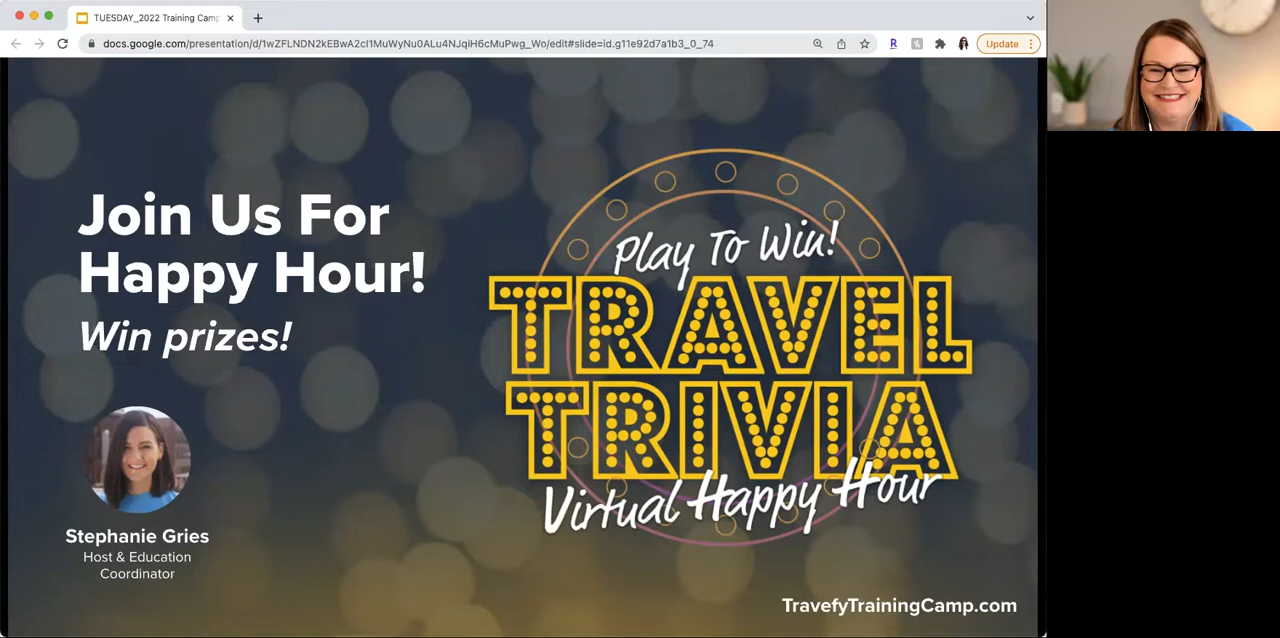 TUESDAY_2022 Training Camp
docs.google.com/presentation/d/1wZFLNDN2kEBwA2cI1MuWyNu0ALu4NJqiH6cMuPwg_Wo/edit#slide=id.g11e92d7a1b3_0_74
R
Update
Join Us For
Happy Hour!
Win prizes!
Play To Win!
TRAVEL
TRIVIA
Virtual Happy Hour
Stephanie Gries
Host & Education
Coordinator
TravefyTrainingCamp.com